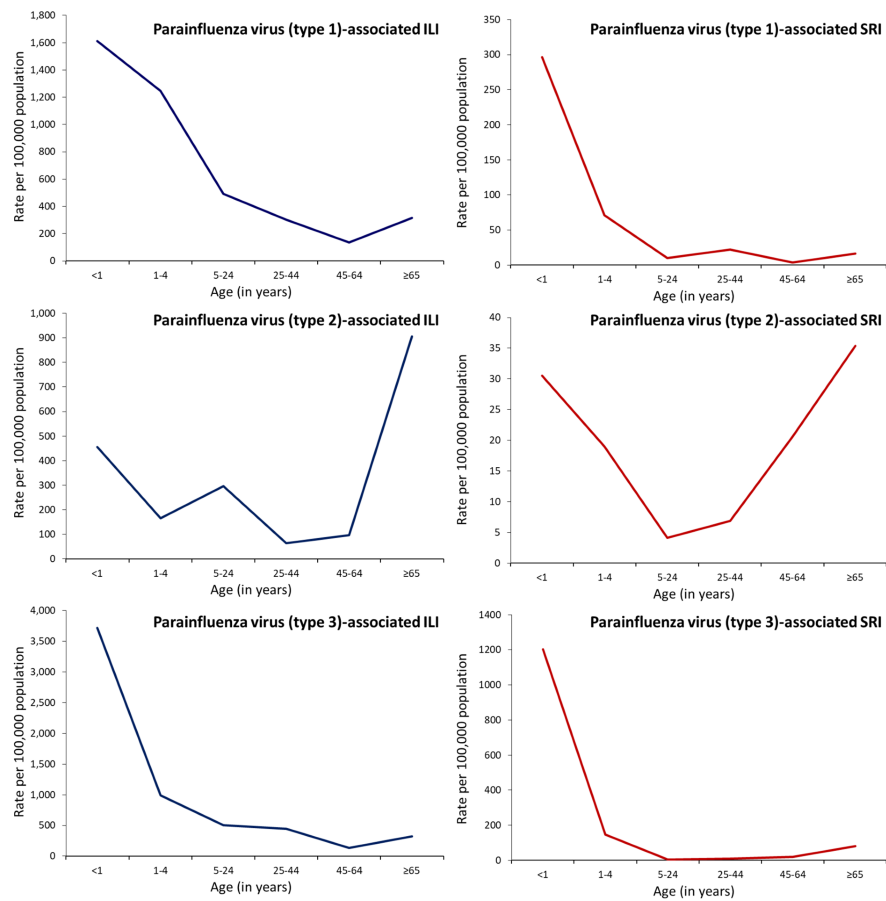 Parainfluenza virus (type 1)-associated ILI
Rate per 100,000 population
1,800
1,600
1,400
1,200
1,000
800
600
400
200
0
<1 1-4 5-24 25-44 45-64 ≥65
Age (in years)
Parainfluenza virus (type 1)-associated SRI
Rate per 100,000 population
350
300
250
200
150
100
50
0
<1 1-4 5-24 25-44 45-64 ≥65
Age (in years)
Parainfluenza virus (type 2)-associated ILI
Rate per 100,000 population
1,000
900
800
700
600
500
400
300
200
100
0
<1 1-4 5-24 25-44 45-64 ≥65
Age (in years)
Parainfluenza virus (type 2)-associated SRI
Rate per 100,000 population
40
35
30
25
20
15
10
5
0
<1 1-4 5-24 25-44 45-64 ≥65
Age (in years)
Parainfluenza virus (type 3)-associated ILI
Rate per 100,000 population
4,000
3,500
3,000
2,500
2,000
1,500
1,000
500
0
<1 1-4 5-24 25-44 45-64 ≥65
Age (in years)
Parainfluenza virus (type 3)-associated SRI
Rate per 100,000 population
1400
1200
1000
800
600
400
200
0
<1 1-4 5-24 25-44 45-64 ≥65
Age (in years)